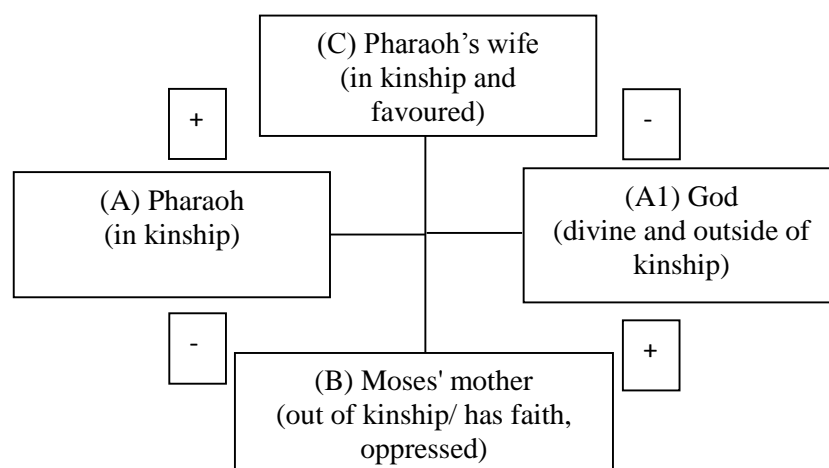 (C) Pharaoh’s wife
(in kinship and
favoured)
+
-
(A) Pharaoh
(in kinship)
(A1) God
(divine and outside of
kinship)
-
+
(B) Moses' mother
(out of kinship/ has faith,
oppressed)